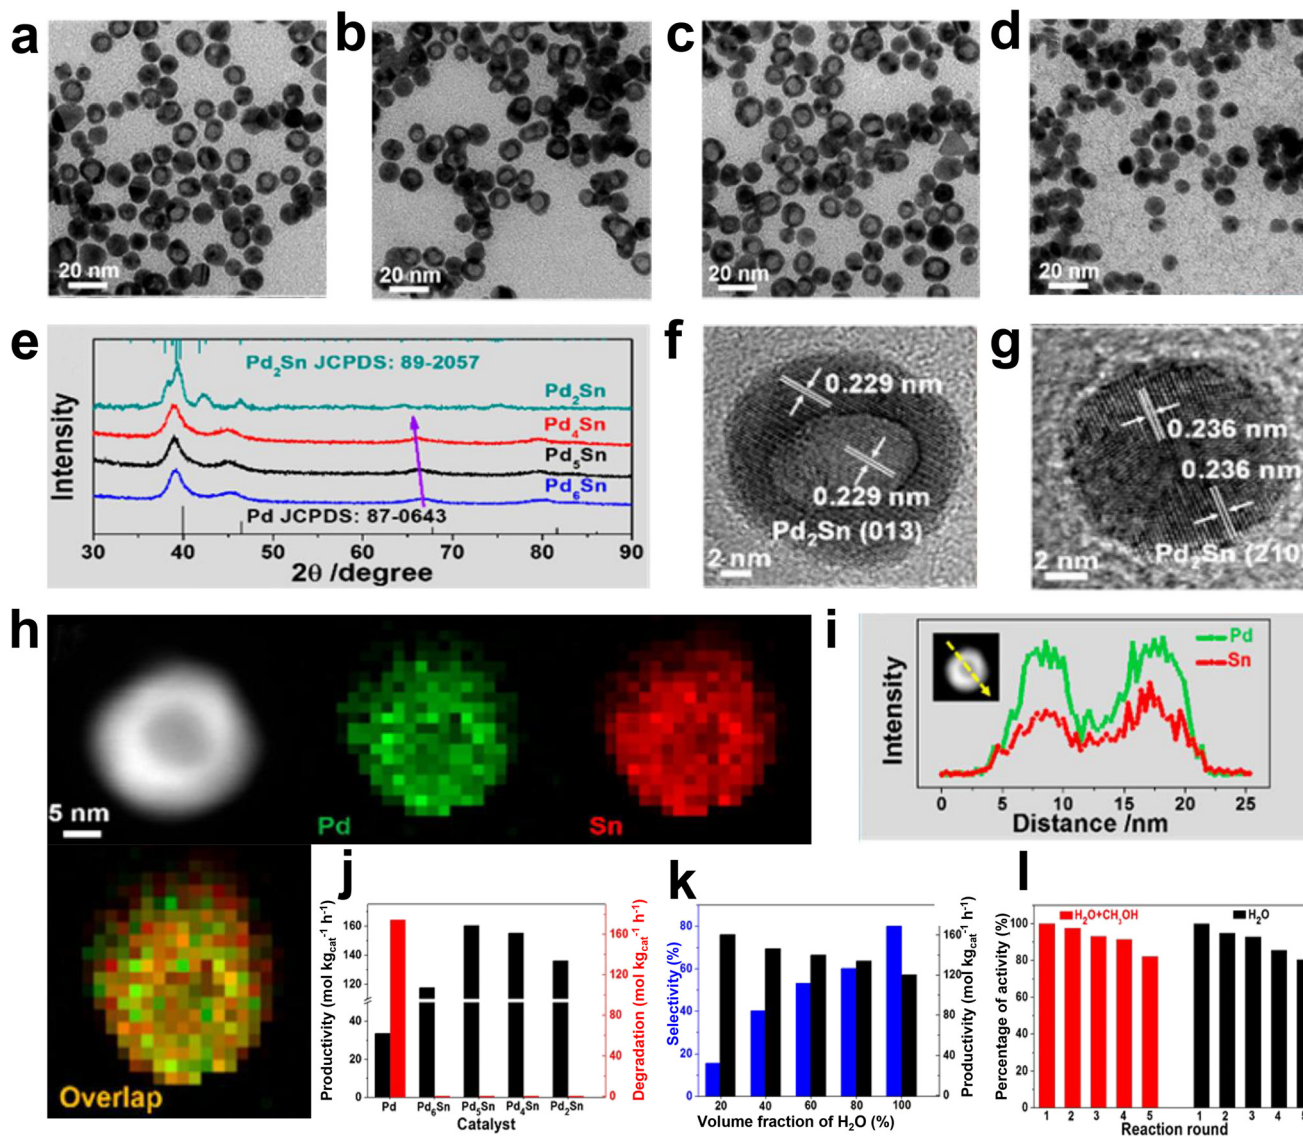 a
b
c
d
20 nm
20 nm
20 nm
20 nm
e
f
g
Pd₂Sn JCPDS: 89-2057
Pd₂Sn
Pd₄Sn
Pd₅Sn
Pd₆Sn
Pd JCPDS: 87-0643
Intensity
30 40 50 60 70 80 90
2θ /degree
0.229 nm
0.229 nm
Pd₂Sn (013)
2 nm
0.236 nm
0.236 nm
Pd₂Sn (210)
2 nm
h
5 nm
Pd
Sn
Overlap
i
Pd
Sn
Intensity
0 5 10 15 20 25
Distance /nm
j
Productivity (mol kg_cat⁻¹ h⁻¹)
160
140
120
40
20
0
Degradation (mol kg_cat⁻¹ h⁻¹)
160
120
80
40
0
Pd Pd₆Sn Pd₅Sn Pd₄Sn Pd₂Sn
Catalyst
k
Selectivity (%)
80
60
40
20
0
Productivity (mol kg_cat⁻¹ h⁻¹)
160
120
80
40
0
20 40 60 80 100
Volume fraction of H₂O (%)
l
H₂O+CH₃OH
H₂O
Percentage of activity (%)
100
80
60
40
20
0
1 2 3 4 5 1 2 3 4 5
Reaction round